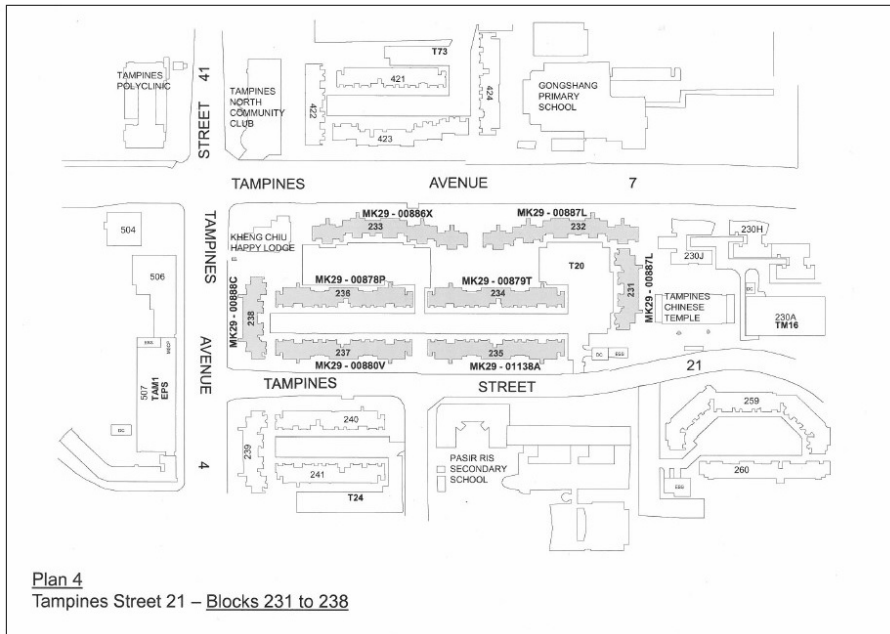 T73
TAMPINES
POLYCLINIC
STREET 41
TAMPINES
NORTH
COMMUNITY
CLUB
421
422
423
424
GONGSHANG
PRIMARY
SCHOOL
TAMPINES AVENUE 7
MK29 - 00886X
MK29 - 00887L
504
TAMPINES AVENUE 4
KHENG CHIU
HAPPY LODGE
233
232
230H
230J
506
MK29 - 00878P
MK29 - 00879T
T20
231
MK29 - 00887L
MK29 - 00888C
238
236
234
TAMPINES
CHINESE
TEMPLE
230A
TM16
507
TAM1
EPS
237
235
MK29 - 00880V
MK29 - 01138A
TAMPINES STREET 21
240
239
241
T24
PASIR RIS
SECONDARY
SCHOOL
259
260
Plan 4
Tampines Street 21 – Blocks 231 to 238